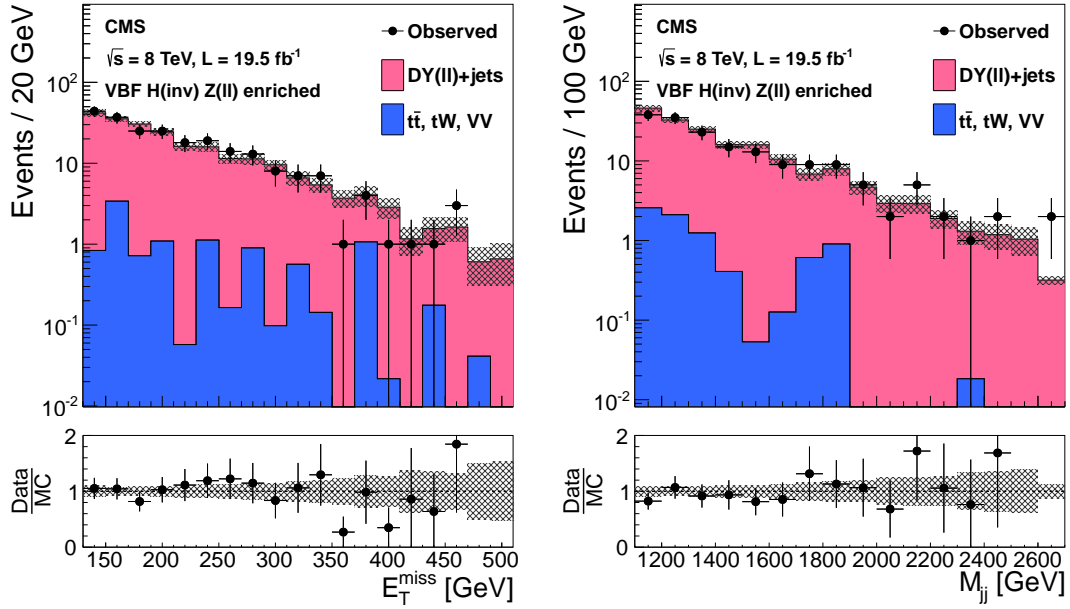 CMS
√s = 8 TeV, L = 19.5 fb⁻¹
VBF H(inv) Z(ll) enriched
Observed
DY(ll)+jets
tt̄, tW, VV
Events / 20 GeV
10²
10
1
10⁻¹
10⁻²
Data
MC
2
1
0
150 200 250 300 350 400 450 500
E_T^miss [GeV]
CMS
√s = 8 TeV, L = 19.5 fb⁻¹
VBF H(inv) Z(ll) enriched
Observed
DY(ll)+jets
tt̄, tW, VV
Events / 100 GeV
10²
10
1
10⁻¹
10⁻²
Data
MC
2
1
0
1200 1400 1600 1800 2000 2200 2400 2600
M_jj [GeV]